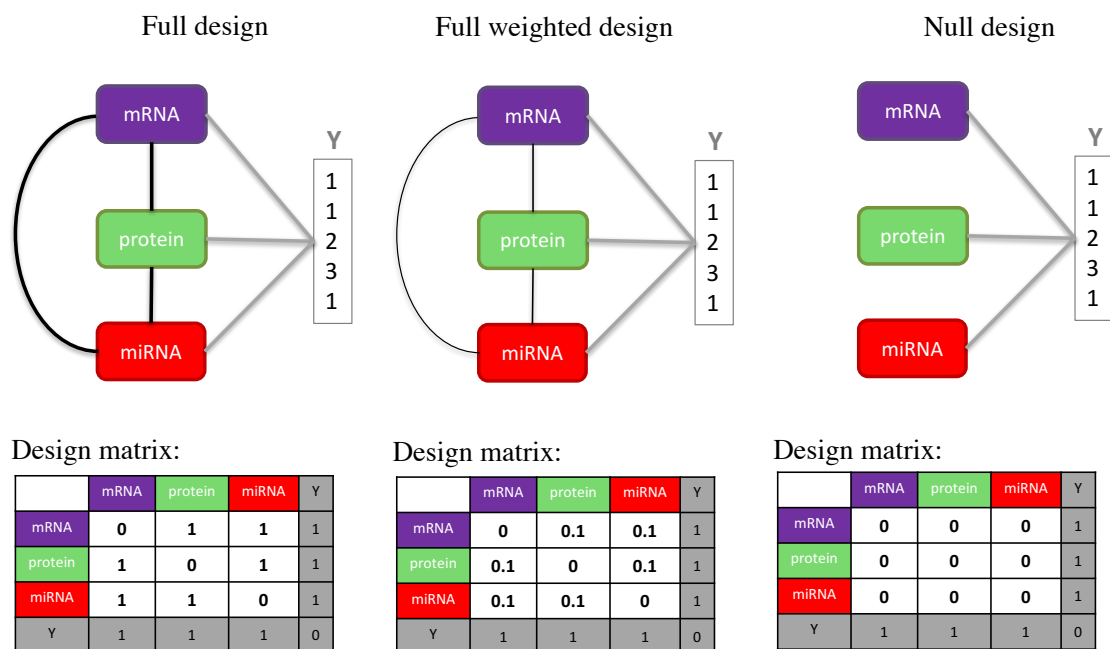 Full design
Full weighted design
Null design
mRNA
protein
miRNA
Y
1
1
2
3
1
mRNA
protein
miRNA
Y
1
1
2
3
1
mRNA
protein
miRNA
Y
1
1
2
3
1
Design matrix:
mRNA protein miRNA Y
mRNA 0 1 1 1
protein 1 0 1 1
miRNA 1 1 0 1
Y 1 1 1 0
Design matrix:
mRNA protein miRNA Y
mRNA 0 0.1 0.1 1
protein 0.1 0 0.1 1
miRNA 0.1 0.1 0 1
Y 1 1 1 0
Design matrix:
mRNA protein miRNA Y
mRNA 0 0 0 1
protein 0 0 0 1
miRNA 0 0 0 1
Y 1 1 1 0